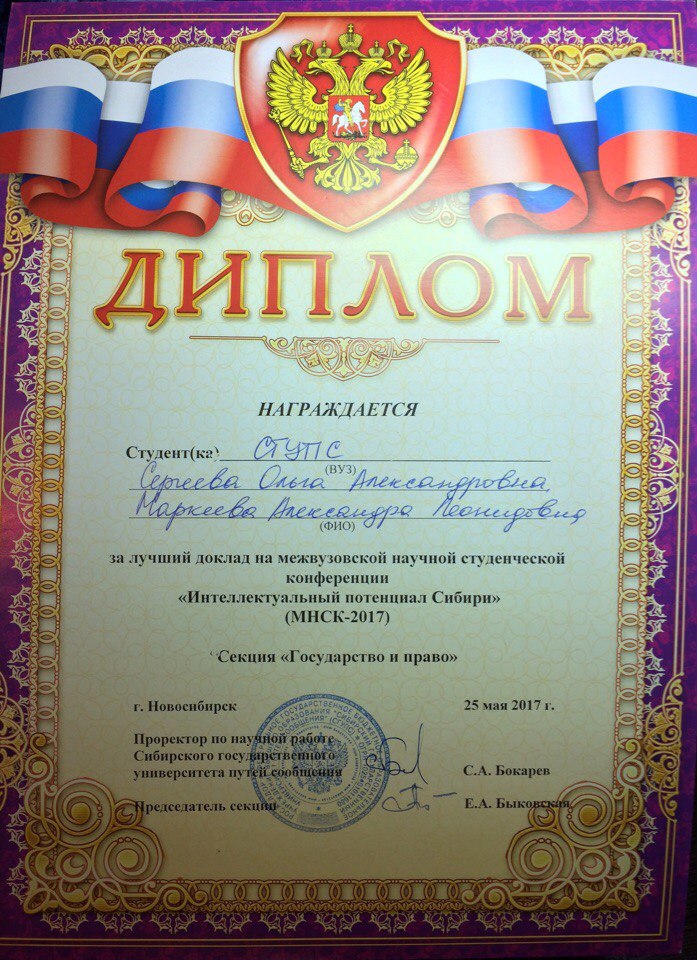 ДИПЛОМ
НАГРАЖДАЕТСЯ
Студент(ка) СГУПС
(ВУЗ)
Сергеева Ольга Александровна,
Маркеева Александра Леонидовна
(ФИО)
за лучший доклад на межвузовской научной студенческой
конференции
«Интеллектуальный потенциал Сибири»
(МНСК-2017)
Секция «Государство и право»
г. Новосибирск 25 мая 2017 г.
Проректор по научной работе
Сибирского государственного
университета путей сообщения С.А. Бокарев
Председатель секции Е.А. Быковская